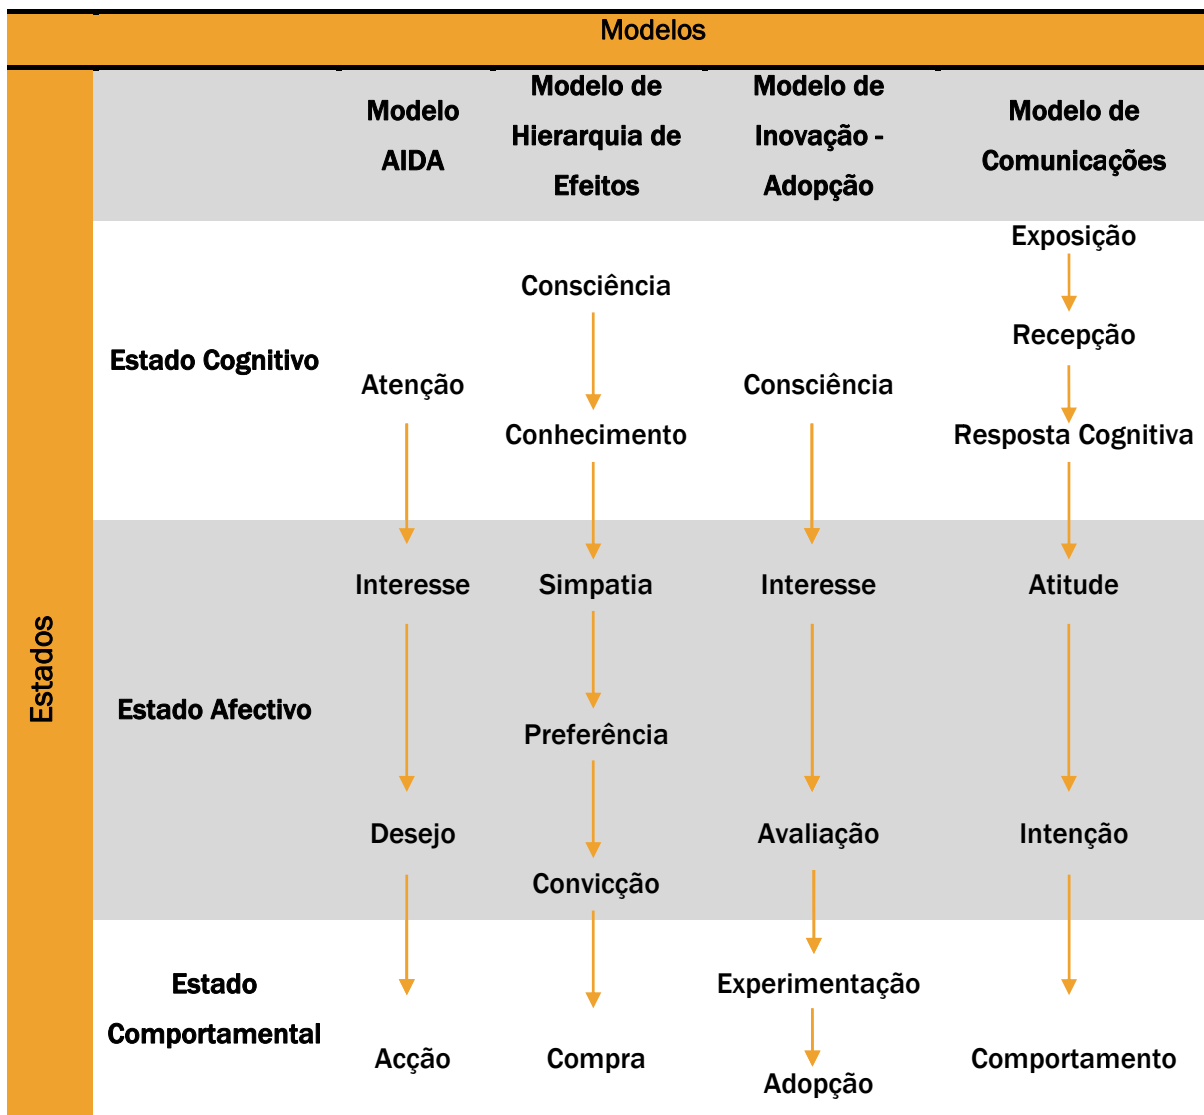 Modelos
Modelo
AIDA
Modelo de
Hierarquia de
Efeitos
Modelo de
Inovação -
Adopção
Modelo de
Comunicações
Estados
Estado Cognitivo
Atenção
Consciência
Conhecimento
Consciência
Exposição
Recepção
Resposta Cognitiva
Estado Afectivo
Interesse
Desejo
Simpatia
Preferência
Convicção
Interesse
Avaliação
Atitude
Intenção
Estado
Comportamental
Acção
Compra
Experimentação
Adopção
Comportamento